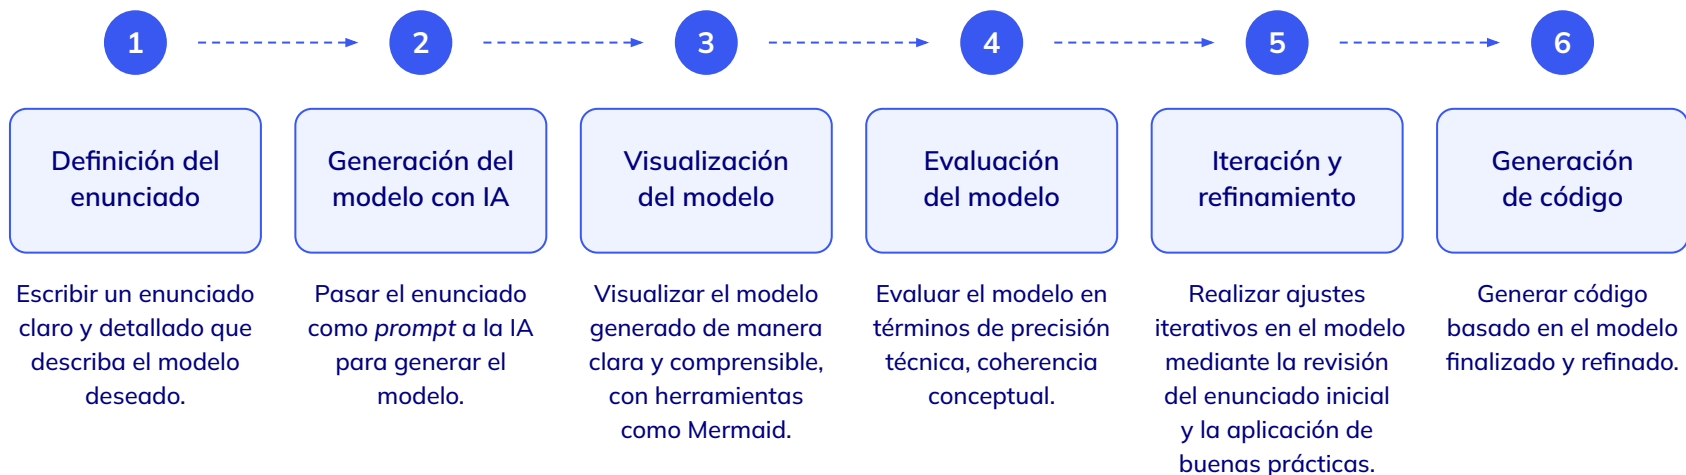 1
2
3
4
5
6
Definición del
enunciado
Generación del
modelo con IA
Visualización
del modelo
Evaluación
del modelo
Iteración y
refinamiento
Generación
de código
Escribir un enunciado
claro y detallado que
describa el modelo
deseado.
Pasar el enunciado
como prompt a la IA
para generar el
modelo.
Visualizar el modelo
generado de manera
clara y comprensible,
con herramientas
como Mermaid.
Evaluar el modelo en
términos de precisión
técnica, coherencia
conceptual.
Realizar ajustes
iterativos en el modelo
mediante la revisión
del enunciado inicial
y la aplicación de
buenas prácticas.
Generar código
basado en el modelo
finalizado y refinado.